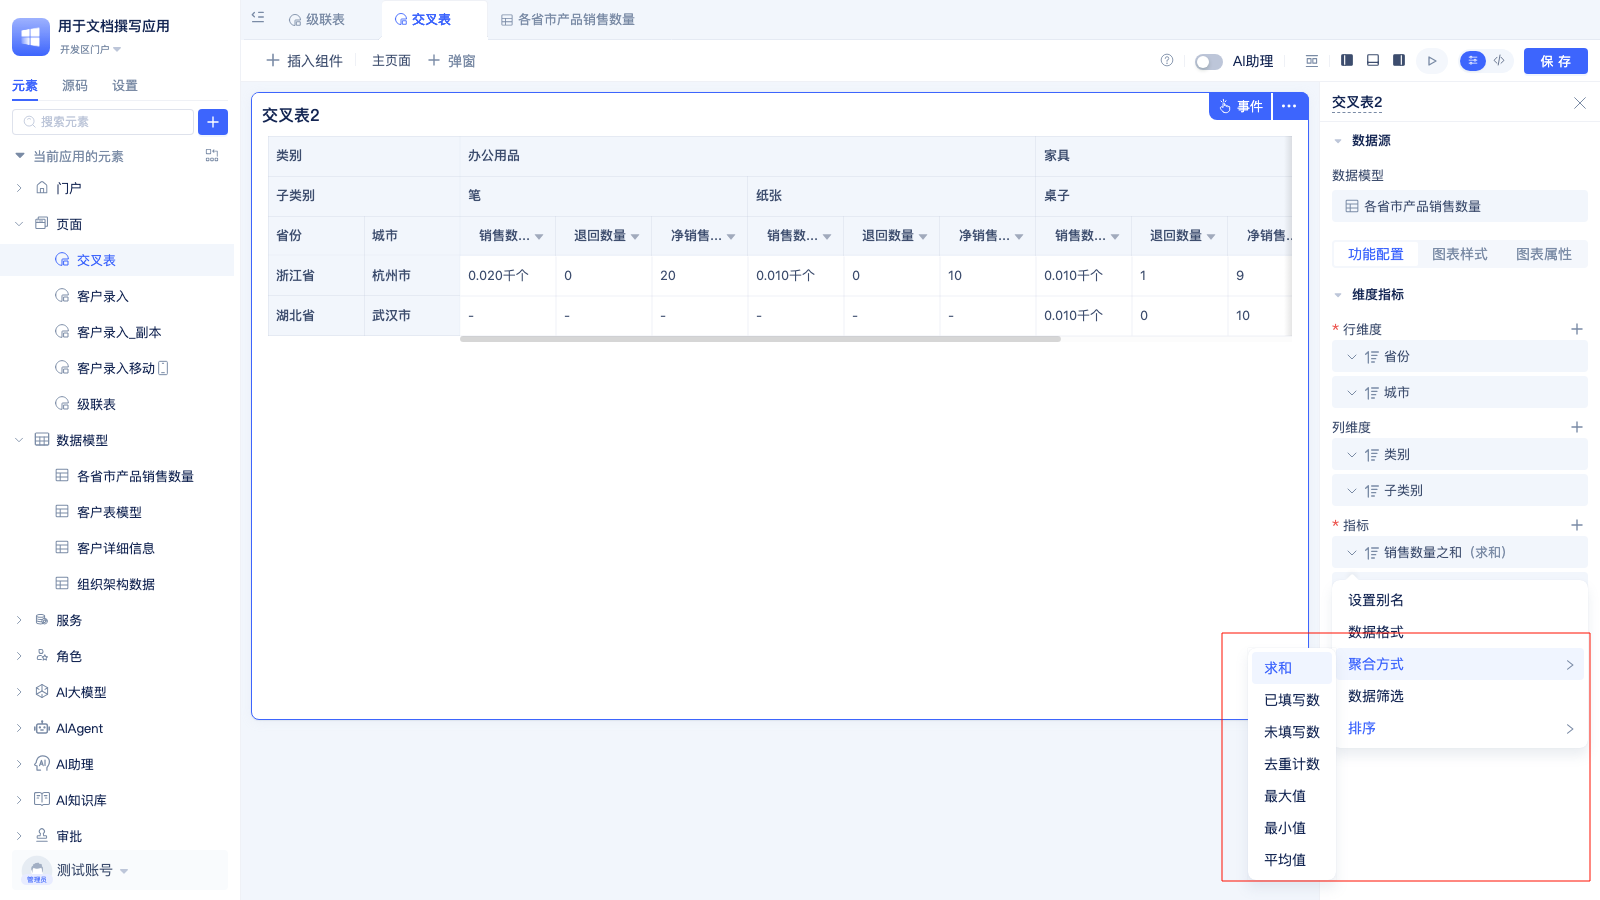 用于文档撰写应用
开发区门户
元素 源码 设置
搜索元素
当前应用的元素
门户
页面
交叉表
客户录入
客户录入_副本
客户录入移动
级联表
数据模型
各省市产品销售数量
客户表模型
客户详细信息
组织架构数据
服务
角色
AI大模型
AIAgent
AI助理
AI知识库
审批
测试账号
管理员
级联表 交叉表 各省市产品销售数量
插入组件 主页面 弹窗 AI助理 保存
交叉表2 事件
类别 办公用品 家具
子类别 笔 纸张 桌子
省份 城市 销售数... 退回数量 净销售... 销售数... 退回数量 净销售... 销售数... 退回数量 净销售..
浙江省 杭州市 0.020千个 0 20 0.010千个 0 10 0.010千个 1 9
湖北省 武汉市 - - - - - - 0.010千个 0 10
交叉表2
数据源
数据模型
各省市产品销售数量
功能配置 图表样式 图表属性
维度指标
* 行维度
省份
城市
列维度
类别
子类别
* 指标
销售数量之和（求和）
设置别名
数据格式
聚合方式
数据筛选
排序
求和
已填写数
未填写数
去重计数
最大值
最小值
平均值